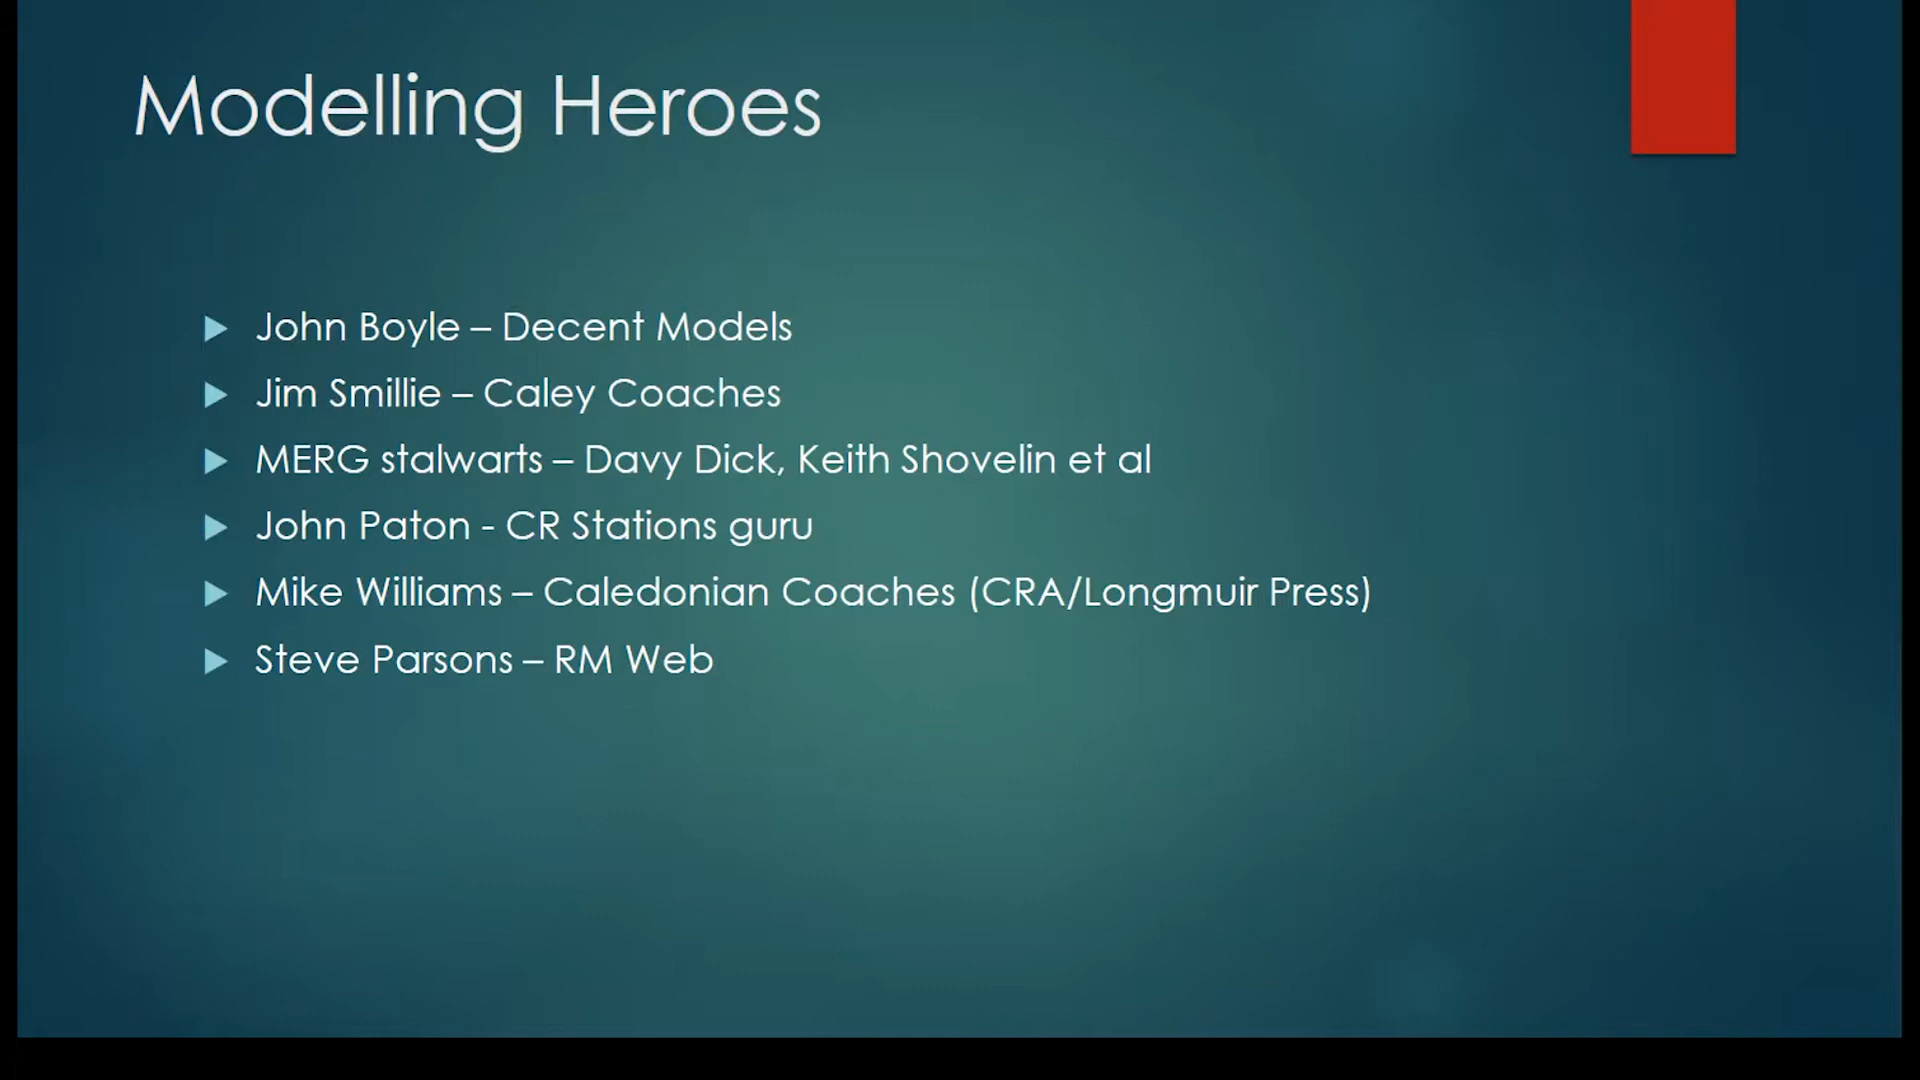 Modelling Heroes
John Boyle – Decent Models
Jim Smillie – Caley Coaches
MERG stalwarts – Davy Dick, Keith Shovelin et al
John Paton - CR Stations guru
Mike Williams – Caledonian Coaches (CRA/Longmuir Press)
Steve Parsons – RM Web